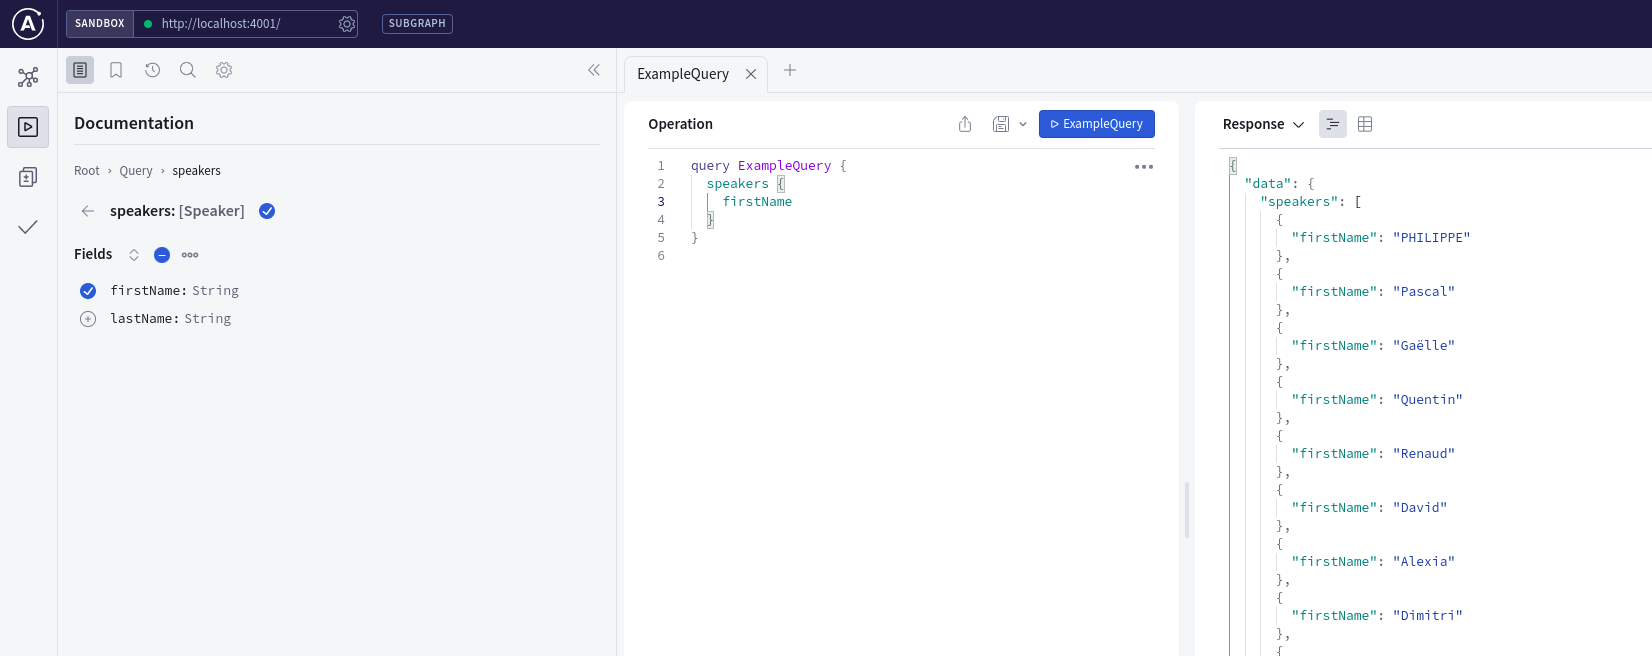 A SANDBOX http://localhost:4001/ SUBGRAPH
ExampleQuery
Documentation
Root › Query › speakers
speakers: [Speaker]
Fields
firstName: String
lastName: String
Operation
ExampleQuery
1 query ExampleQuery {
2 speakers {
3 firstName
4 }
5 }
6
Response
{
"data": {
"speakers": [
{
"firstName": "PHILIPPE"
},
{
"firstName": "Pascal"
},
{
"firstName": "Gaëlle"
},
{
"firstName": "Quentin"
},
{
"firstName": "Renaud"
},
{
"firstName": "David"
},
{
"firstName": "Alexia"
},
{
"firstName": "Dimitri"
},
{